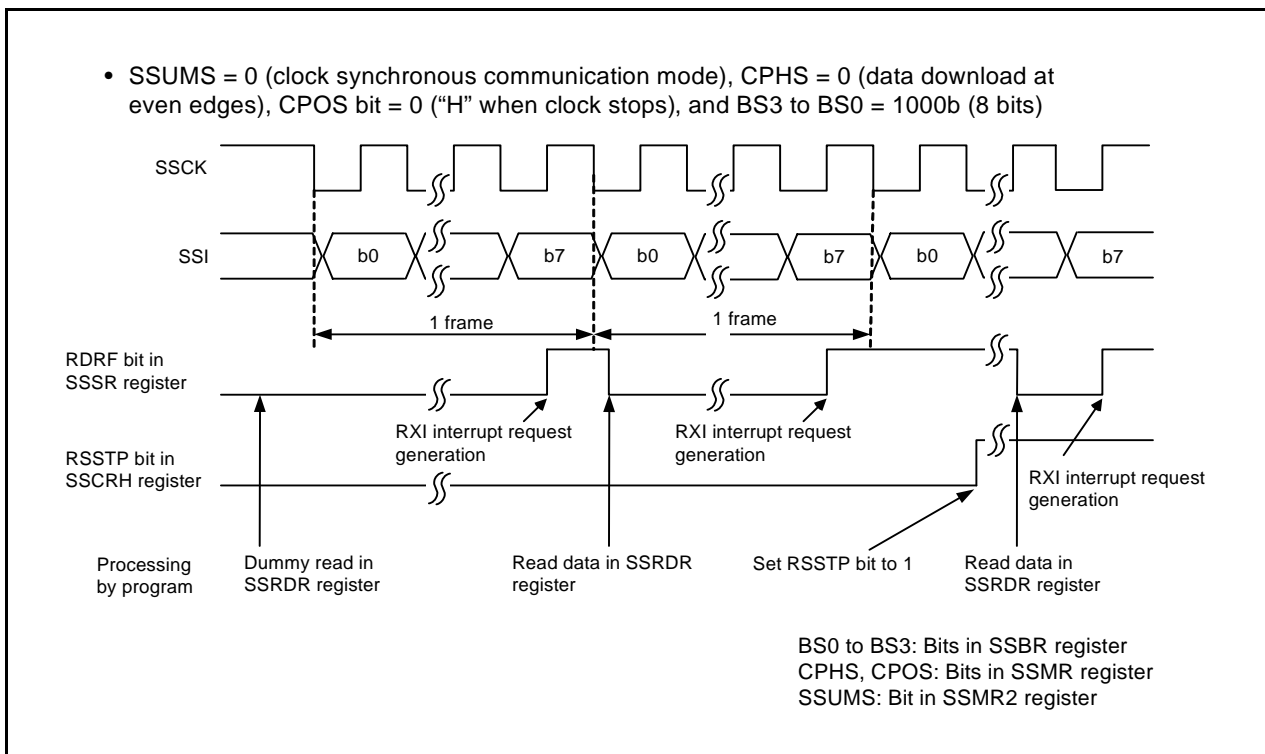 • SSUMS = 0 (clock synchronous communication mode), CPHS = 0 (data download at
even edges), CPOS bit = 0 (“H” when clock stops), and BS3 to BS0 = 1000b (8 bits)
SSCK
SSI
b0
b7
b0
b7
b0
b7
1 frame
1 frame
RDRF bit in
SSSR register
RXI interrupt request
generation
RXI interrupt request
generation
RSSTP bit in
SSCRH register
RXI interrupt request
generation
Processing
by program
Dummy read in
SSRDR register
Read data in SSRDR
register
Set RSSTP bit to 1
Read data in
SSRDR register
BS0 to BS3: Bits in SSBR register
CPHS, CPOS: Bits in SSMR register
SSUMS: Bit in SSMR2 register